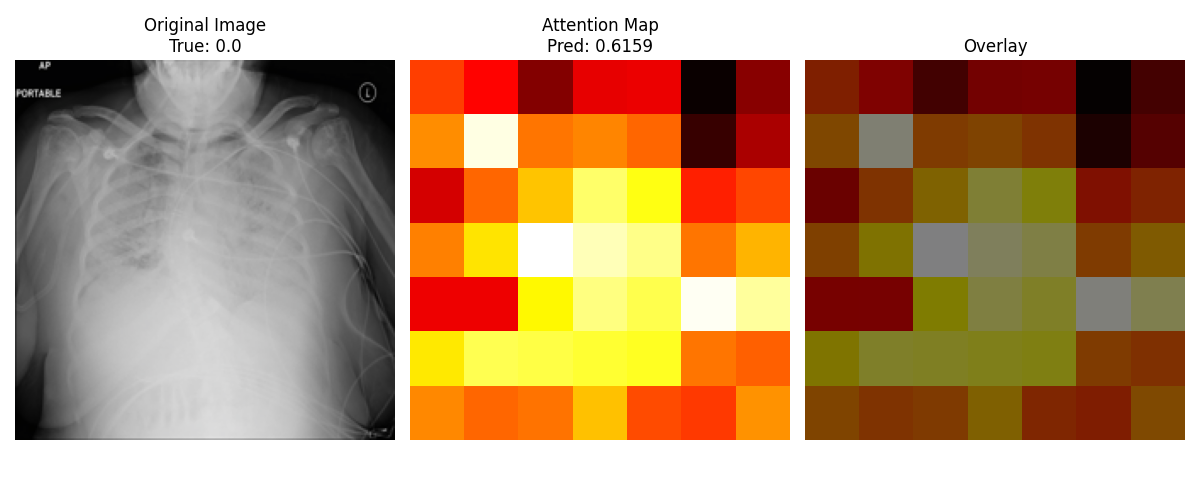 Original Image
True: 0.0
Attention Map
Pred: 0.6159
Overlay
AP
PORTABLE
L